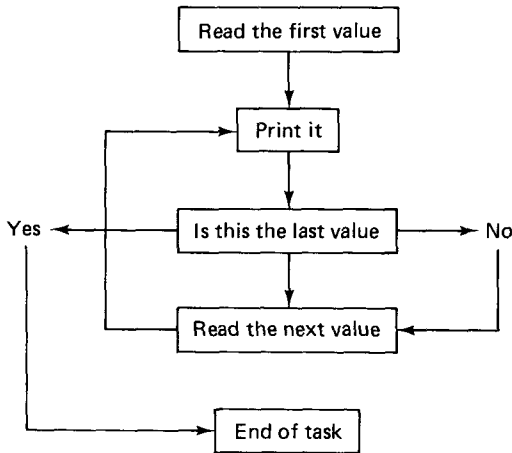 Read the first value
Print it
Yes
Is this the last value
No
Read the next value
End of task